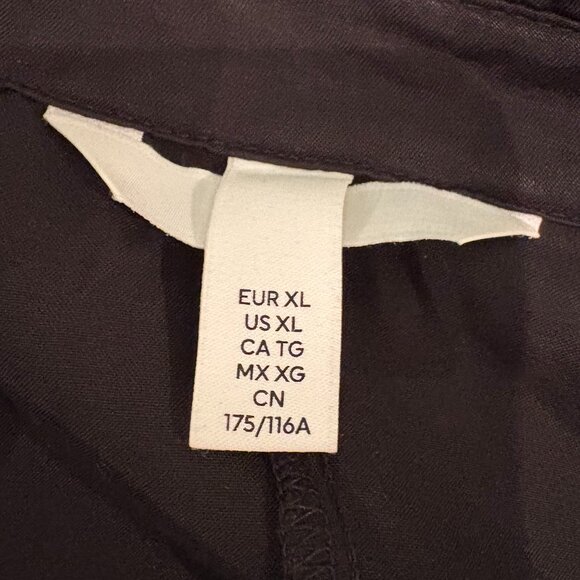 EUR XL
US XL
CA TG
MX XG
CN
175/116A